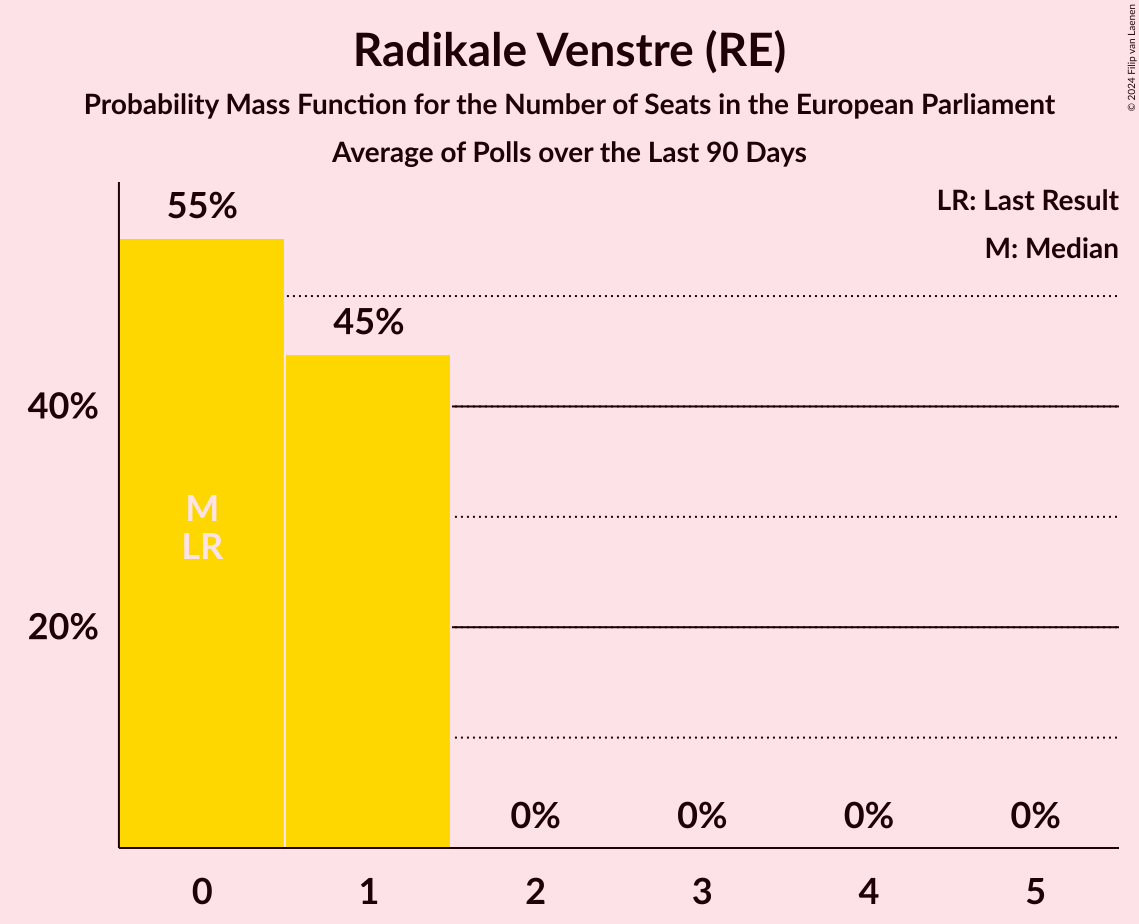 Radikale Venstre (RE)
Probability Mass Function for the Number of Seats in the European Parliament
Average of Polls over the Last 90 Days
© 2024 Filip van Laenen
LR: Last Result
M: Median
55%
45%
40%
20%
M
LR
0%
0%
0%
0%
0
1
2
3
4
5